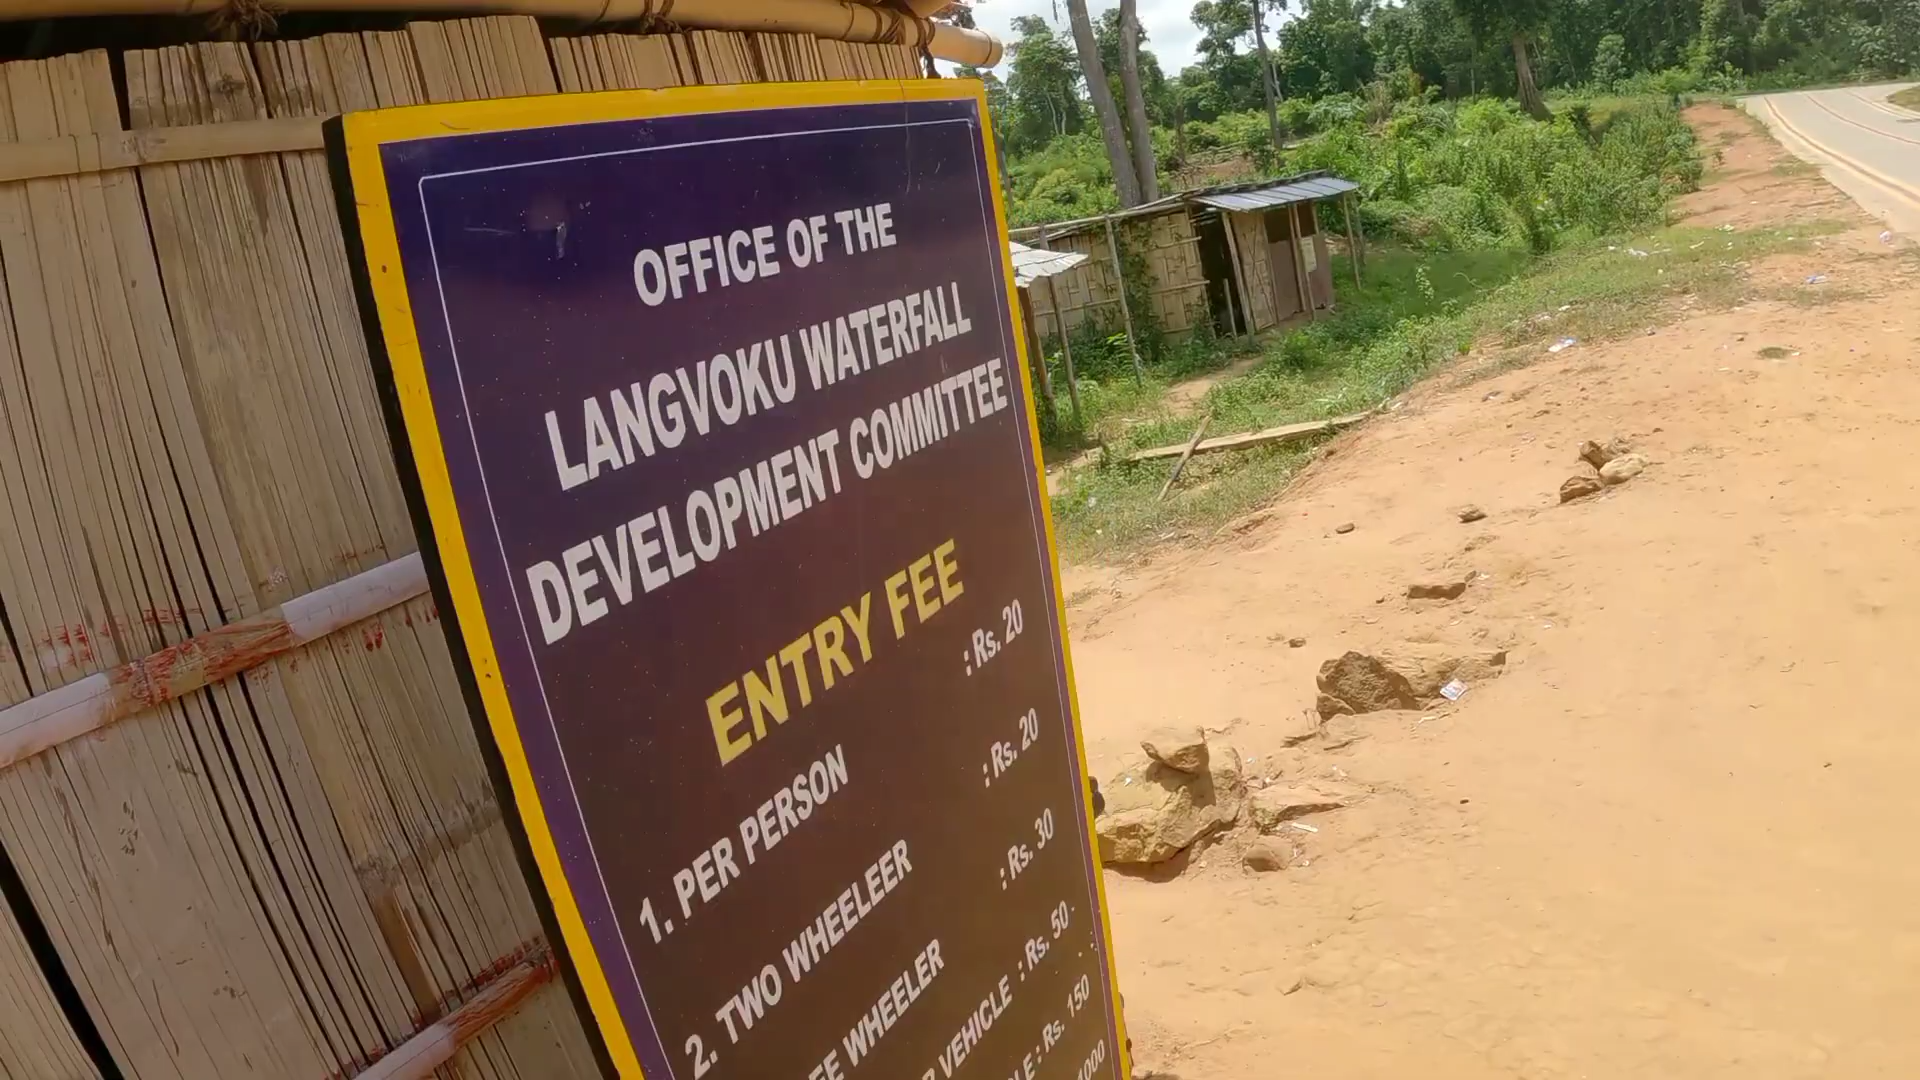 OFFICE OF THE
LANGVOKU WATERFALL
DEVELOPMENT COMMITTEE
ENTRY FEE
1. PER PERSON : Rs. 20
2. TWO WHEELEER : Rs. 20
WHEELER : Rs. 30
VEHICLE : Rs. 50
: Rs. 150